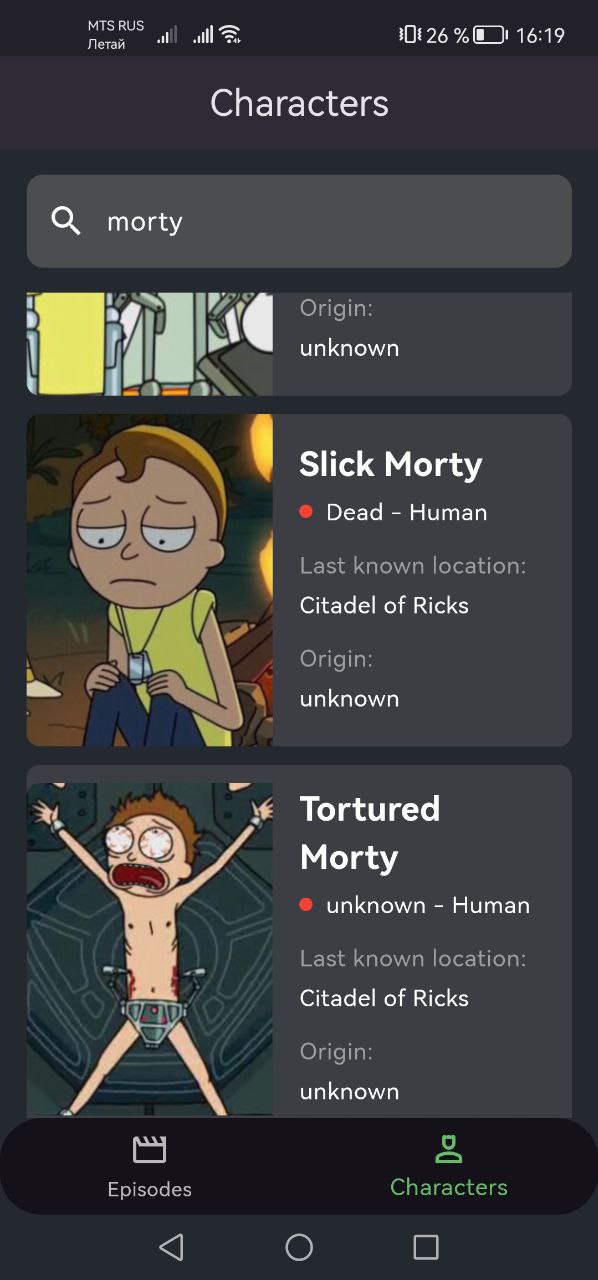 MTS RUS
Летай
26 %
16:19
Characters
morty
Origin:
unknown
Slick Morty
Dead - Human
Last known location:
Citadel of Ricks
Origin:
unknown
Tortured
Morty
unknown - Human
Last known location:
Citadel of Ricks
Origin:
unknown
Episodes
Characters